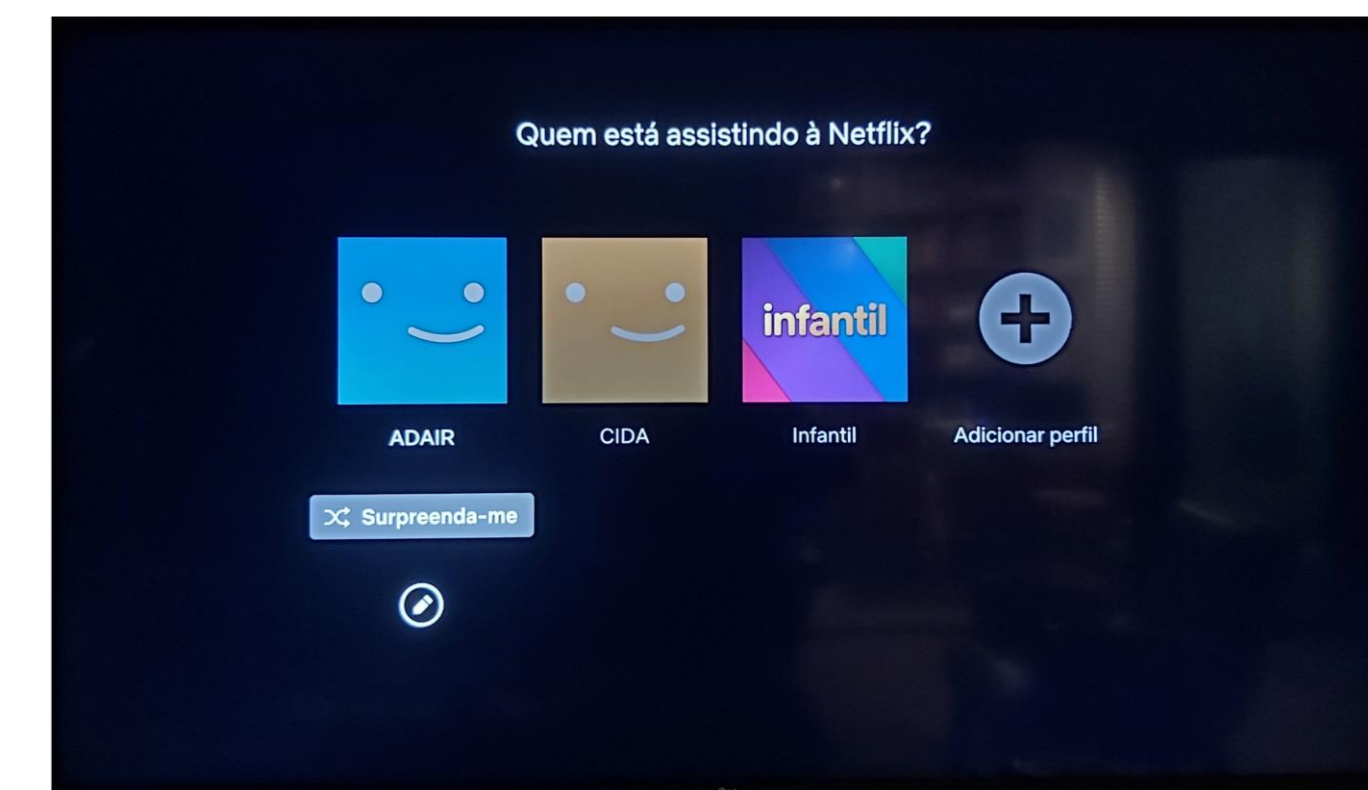 Quem está assistindo à Netflix?
infantil
ADAIR
CIDA
Infantil
Adicionar perfil
Surpreenda-me